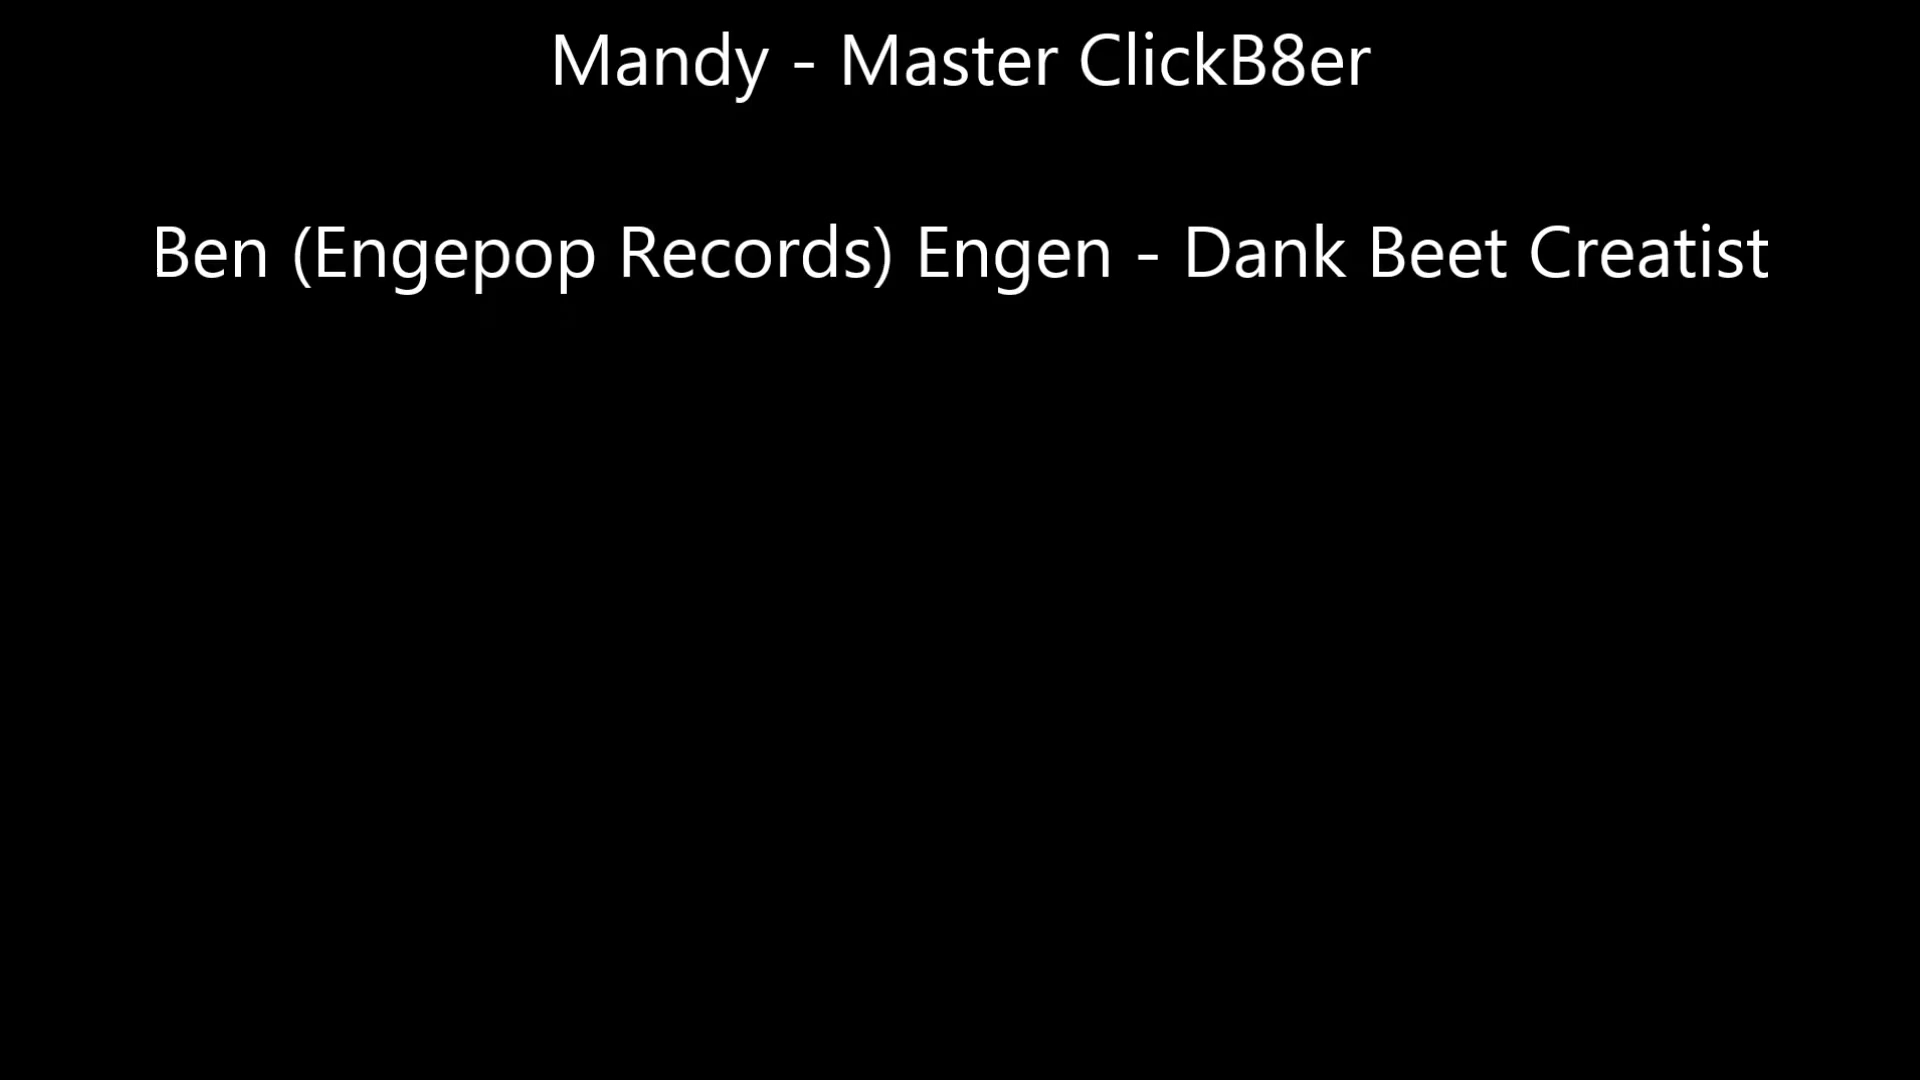 Mandy - Master ClickB8er
Ben (Engepop Records) Engen - Dank Beet Creatist